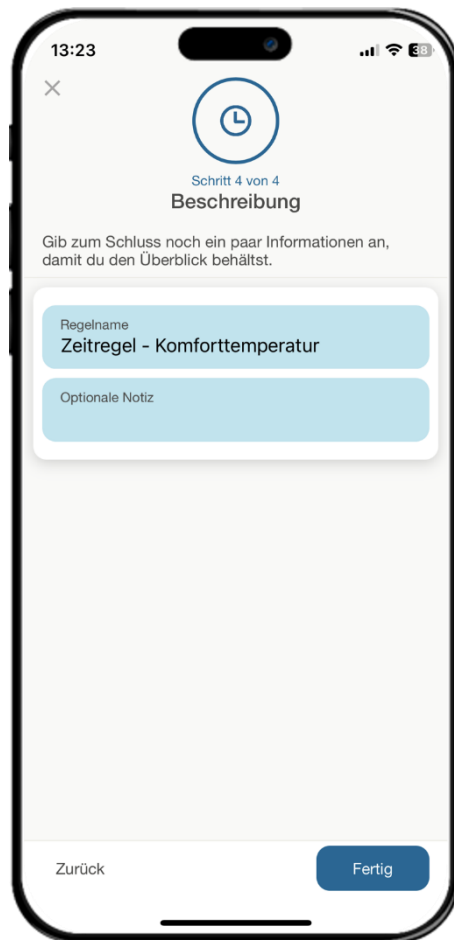 13:23
38
Schritt 4 von 4
Beschreibung
Gib zum Schluss noch ein paar Informationen an,
damit du den Überblick behältst.
Regelname
Zeitregel - Komforttemperatur
Optionale Notiz
Zurück
Fertig